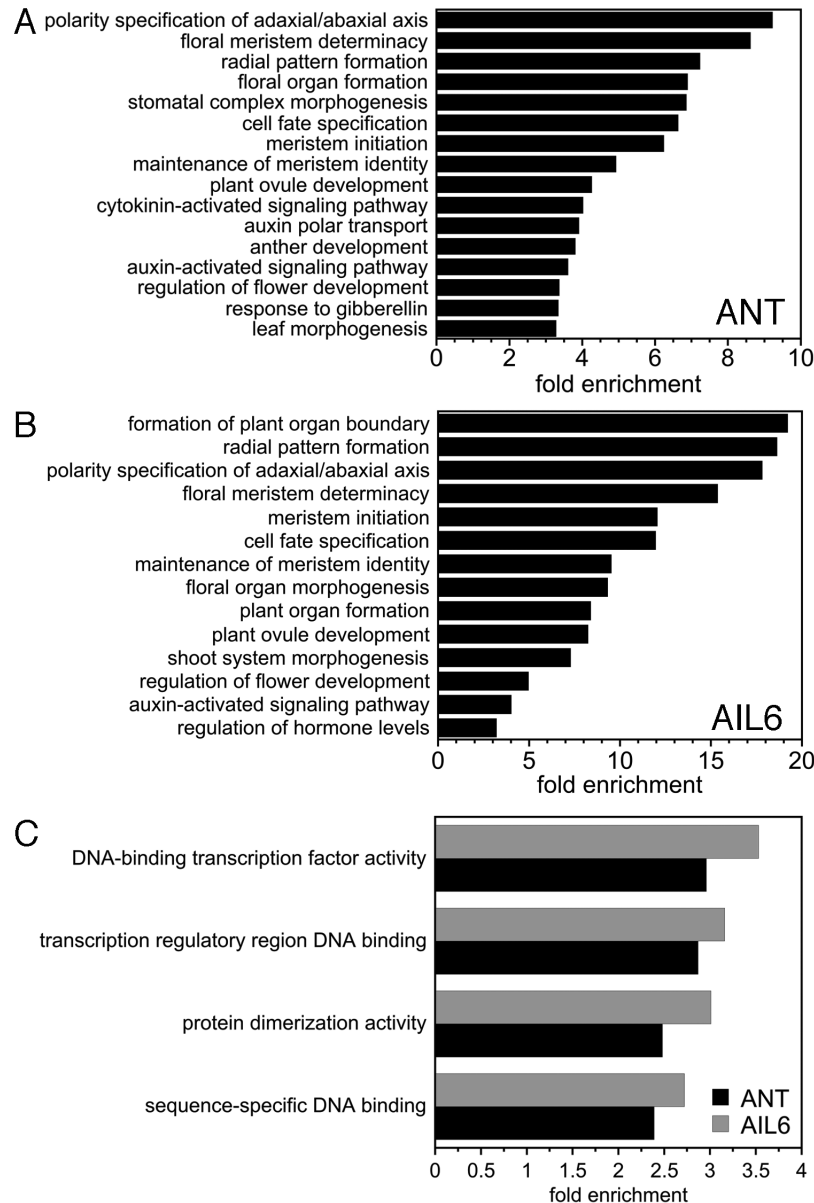 A
polarity specification of adaxial/abaxial axis
floral meristem determinacy
radial pattern formation
floral organ formation
stomatal complex morphogenesis
cell fate specification
meristem initiation
maintenance of meristem identity
plant ovule development
cytokinin-activated signaling pathway
auxin polar transport
anther development
auxin-activated signaling pathway
regulation of flower development
response to gibberellin
leaf morphogenesis
ANT
0 2 4 6 8 10
fold enrichment
B
formation of plant organ boundary
radial pattern formation
polarity specification of adaxial/abaxial axis
floral meristem determinacy
meristem initiation
cell fate specification
maintenance of meristem identity
floral organ morphogenesis
plant organ formation
plant ovule development
shoot system morphogenesis
regulation of flower development
auxin-activated signaling pathway
regulation of hormone levels
AIL6
0 5 10 15 20
fold enrichment
C
DNA-binding transcription factor activity
transcription regulatory region DNA binding
protein dimerization activity
sequence-specific DNA binding
ANT
AIL6
0 0.5 1 1.5 2 2.5 3 3.5 4
fold enrichment